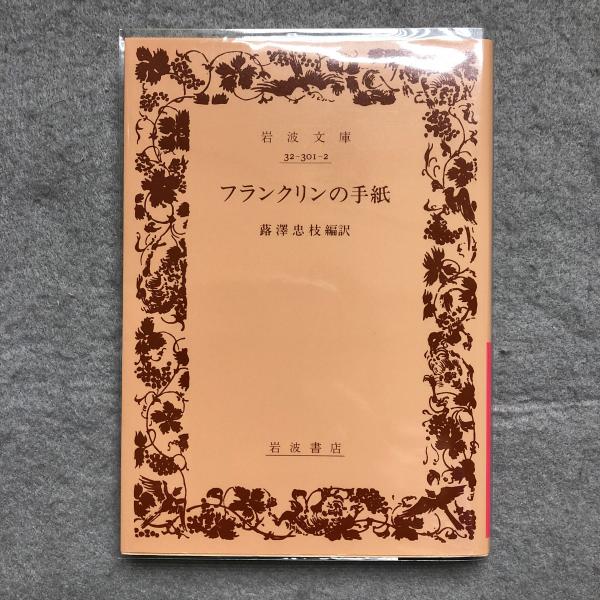 岩波文庫
32-301-2
フランクリンの手紙
蕗澤忠枝編訳
岩波書店